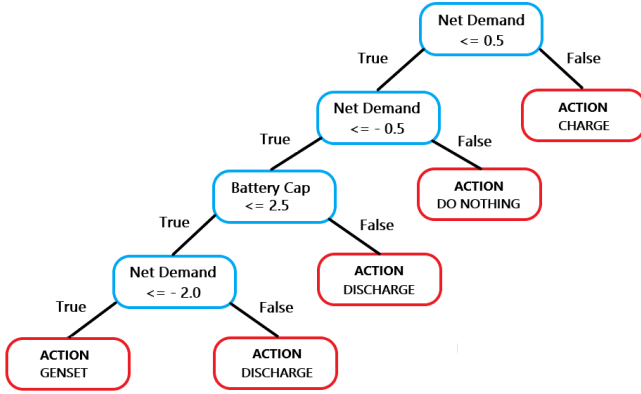 Net Demand
<= 0.5
True
False
Net Demand
<= - 0.5
ACTION
CHARGE
True
False
Battery Cap
<= 2.5
ACTION
DO NOTHING
True
False
Net Demand
<= - 2.0
ACTION
DISCHARGE
True
False
ACTION
GENSET
ACTION
DISCHARGE